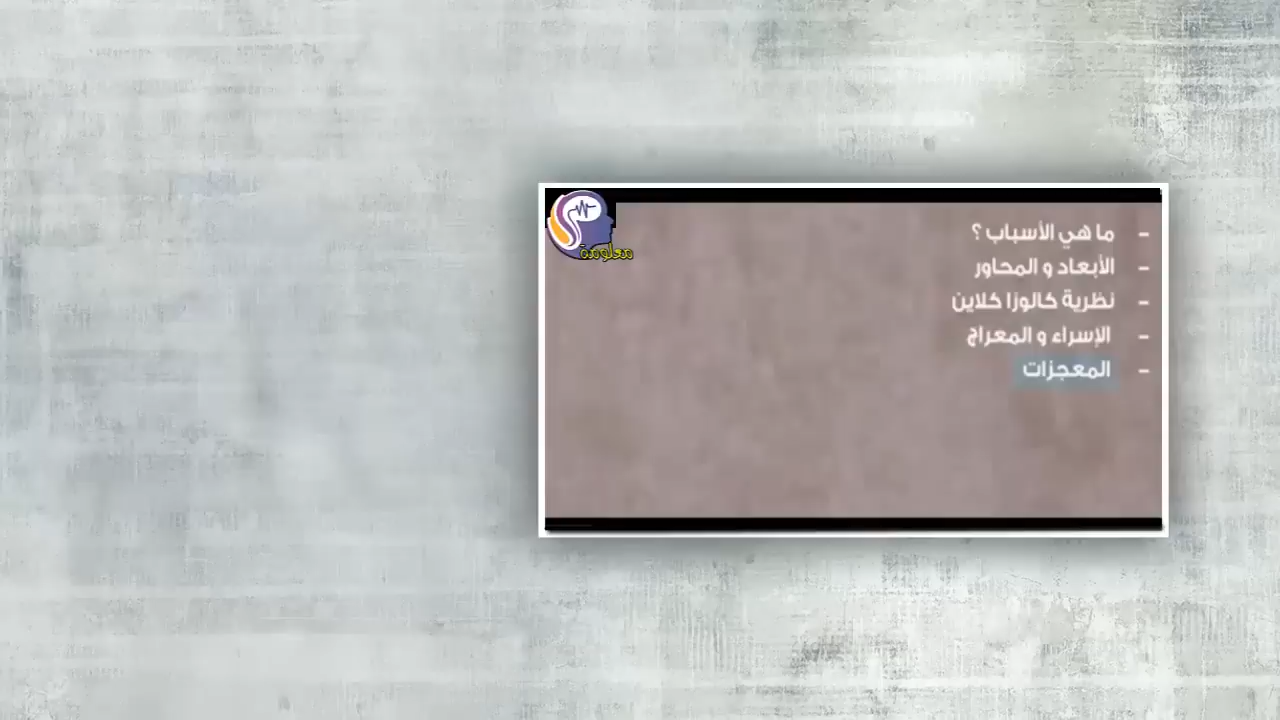 معلومة
- ما هي الأسباب ؟
- الأبعاد و المحاور
- نظرية كالوزا كلاين
- الإسراء و المعراج
- المعجزات